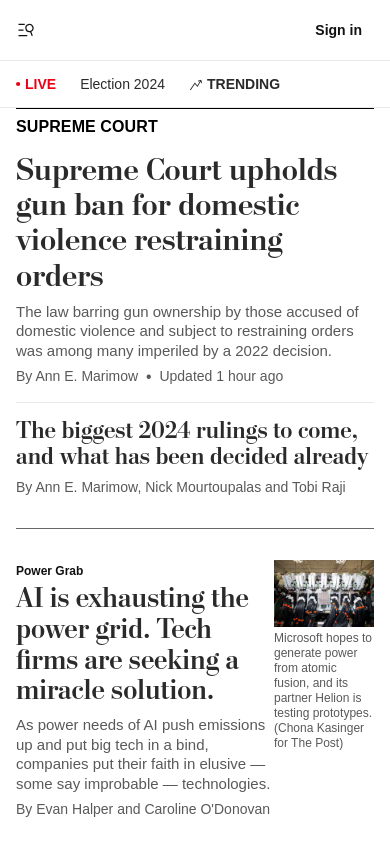 Sign in
LIVE
Election 2024
TRENDING
SUPREME COURT
Supreme Court upholds
gun ban for domestic
violence restraining
orders
The law barring gun ownership by those accused of
domestic violence and subject to restraining orders
was among many imperiled by a 2022 decision.
By Ann E. Marimow • Updated 1 hour ago
The biggest 2024 rulings to come,
and what has been decided already
By Ann E. Marimow, Nick Mourtoupalas and Tobi Raji
Power Grab
AI is exhausting the
power grid. Tech
firms are seeking a
miracle solution.
As power needs of AI push emissions
up and put big tech in a bind,
companies put their faith in elusive —
some say improbable — technologies.
By Evan Halper and Caroline O'Donovan
Microsoft hopes to
generate power
from atomic
fusion, and its
partner Helion is
testing prototypes.
(Chona Kasinger
for The Post)